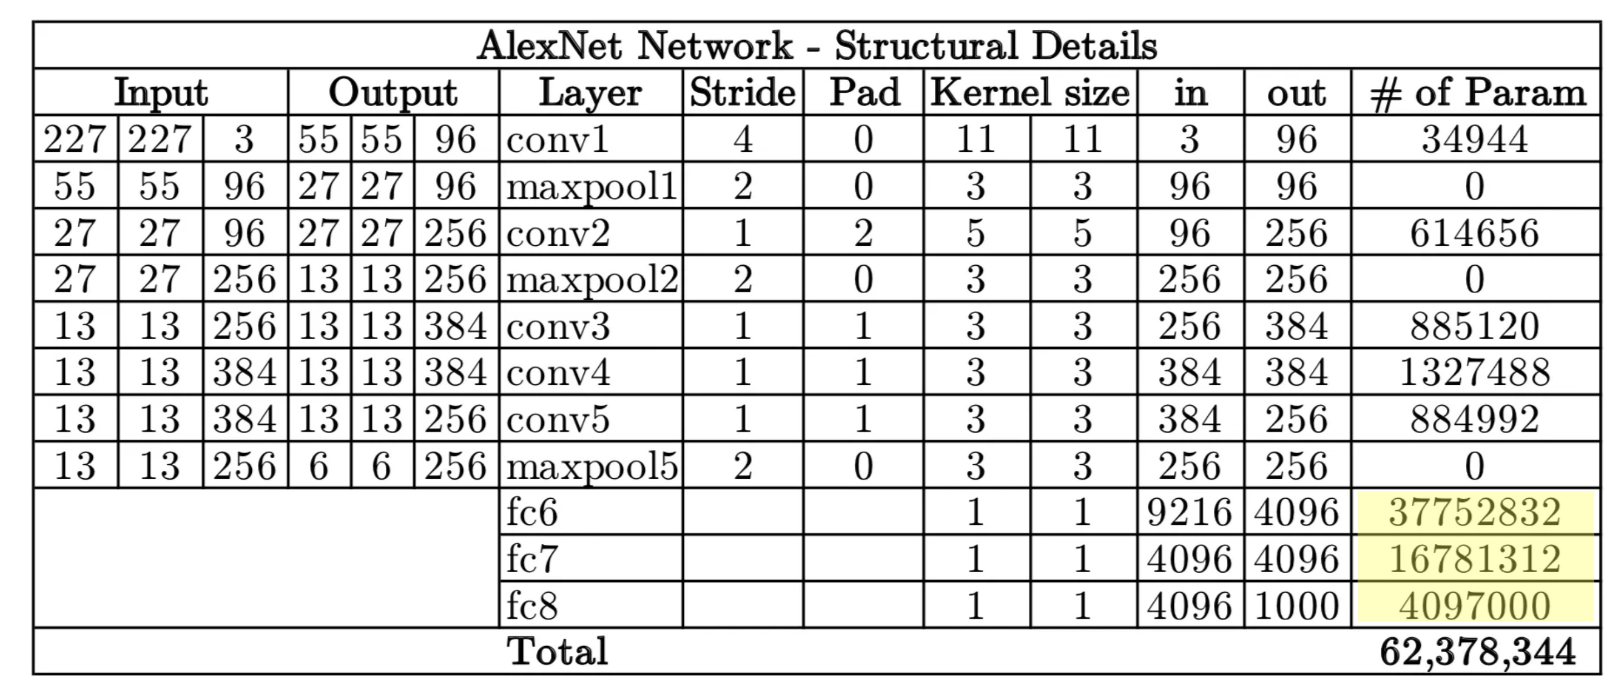 AlexNet Network - Structural Details
Input Output Layer Stride Pad Kernel size in out # of Param
227 227 3 55 55 96 conv1 4 0 11 11 3 96 34944
55 55 96 27 27 96 maxpool1 2 0 3 3 96 96 0
27 27 96 27 27 256 conv2 1 2 5 5 96 256 614656
27 27 256 13 13 256 maxpool2 2 0 3 3 256 256 0
13 13 256 13 13 384 conv3 1 1 3 3 256 384 885120
13 13 384 13 13 384 conv4 1 1 3 3 384 384 1327488
13 13 384 13 13 256 conv5 1 1 3 3 384 256 884992
13 13 256 6 6 256 maxpool5 2 0 3 3 256 256 0
fc6 1 1 9216 4096 37752832
fc7 1 1 4096 4096 16781312
fc8 1 1 4096 1000 4097000
Total 62,378,344